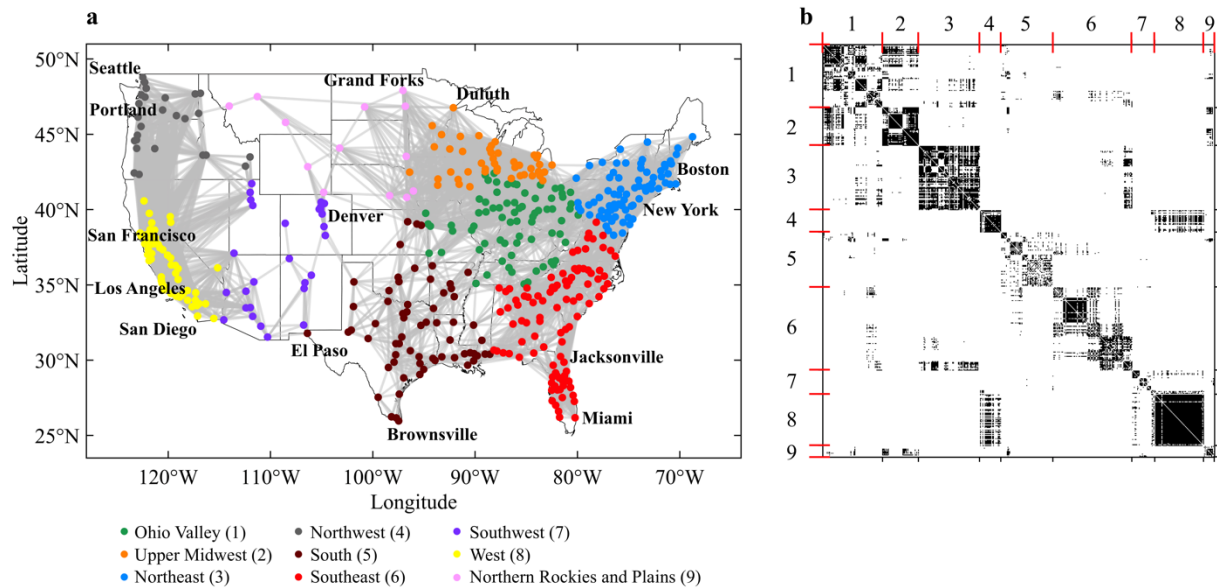 a
b
50°N
45°N
40°N
35°N
30°N
25°N
Latitude
Seattle
Portland
Grand Forks
Duluth
Boston
New York
Denver
San Francisco
Los Angeles
San Diego
El Paso
Jacksonville
Brownsville
Miami
120°W 110°W 100°W 90°W 80°W 70°W
Longitude
Ohio Valley (1) Northwest (4) Southwest (7)
Upper Midwest (2) South (5) West (8)
Northeast (3) Southeast (6) Northern Rockies and Plains (9)
1 2 3 4 5 6 7 8 9
1
2
3
4
5
6
7
8
9